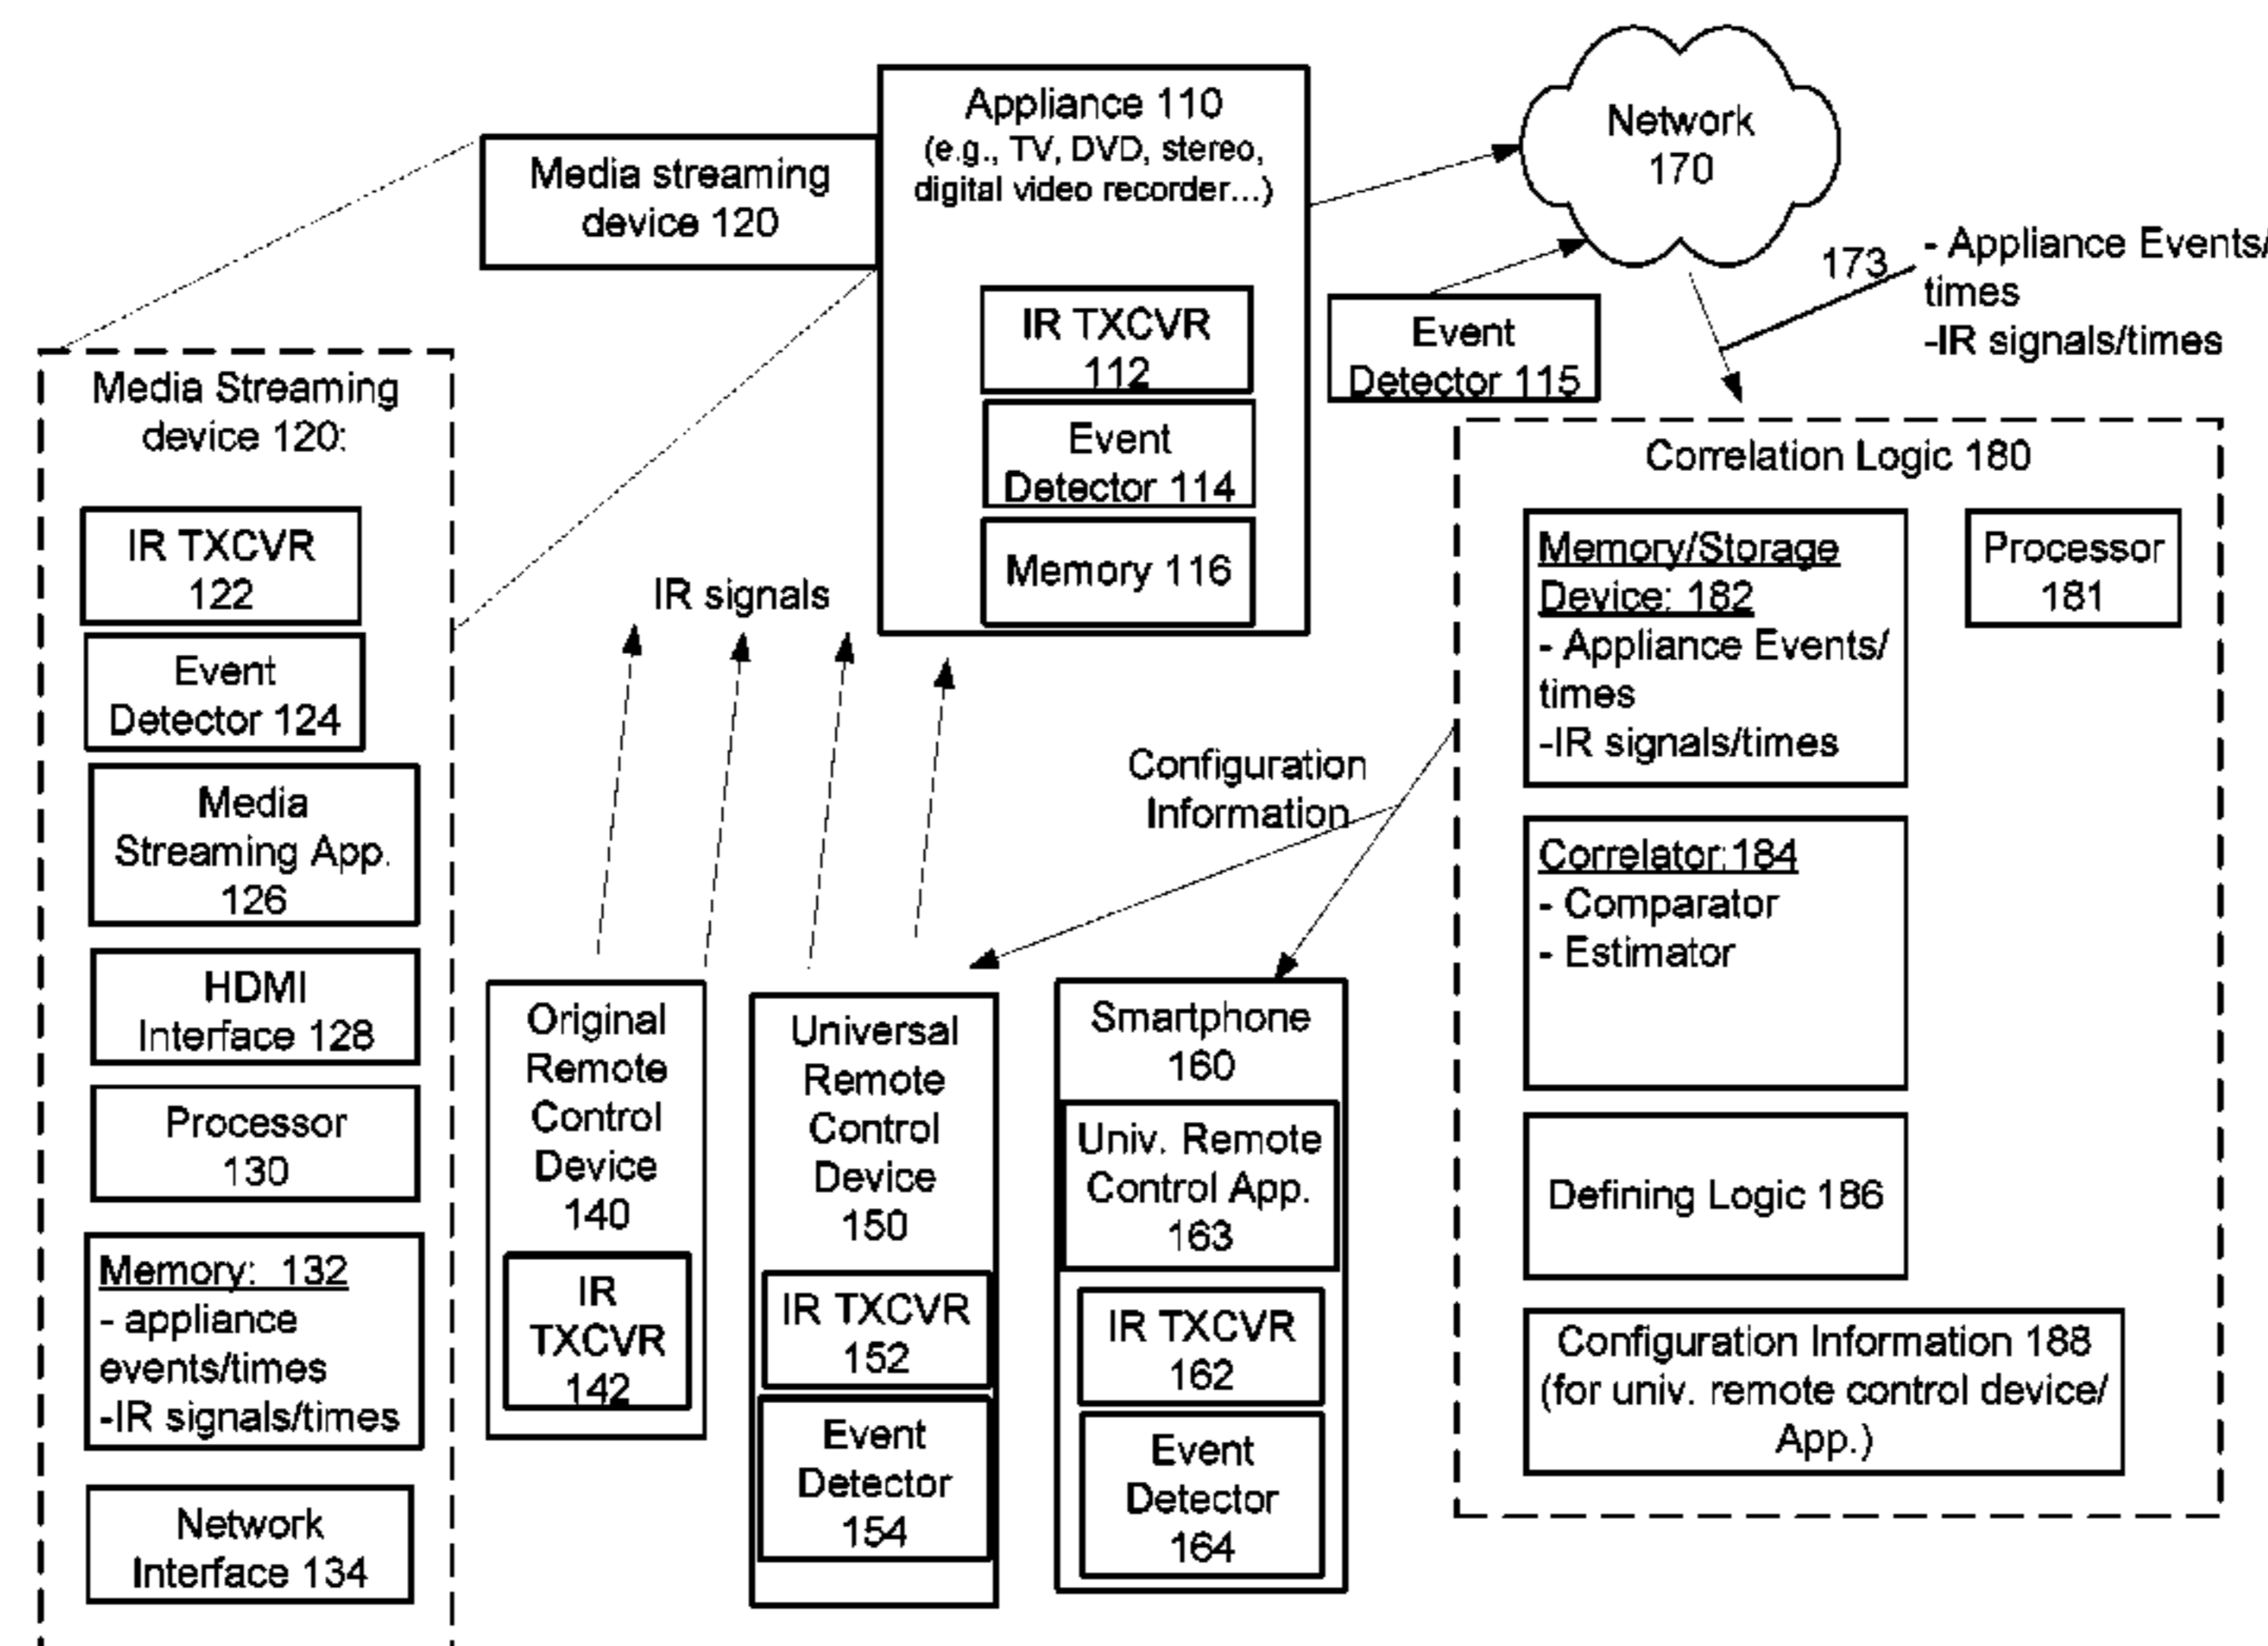 Appliance 110
(e.g., TV, DVD, stereo,
digital video recorder...)
IR TXCVR
112
Event
Detector 114
Memory 116
Media streaming
device 120
Network
170
Event
Detector 115
173
- Appliance Events/
times
-IR signals/times
Media Streaming
device 120:
IR TXCVR
122
Event
Detector 124
Media
Streaming App.
126
HDMI
Interface 128
Processor
130
Memory: 132
- appliance
events/times
-IR signals/times
Network
Interface 134
IR signals
Configuration
Information
Original
Remote
Control
Device
140
IR
TXCVR
142
Universal
Remote
Control
Device
150
IR TXCVR
152
Event
Detector
154
Smartphone
160
Univ. Remote
Control App.
163
IR TXCVR
162
Event
Detector
164
Correlation Logic 180
Memory/Storage
Device: 182
- Appliance Events/
times
-IR signals/times
Processor
181
Correlator:184
- Comparator
- Estimator
Defining Logic 186
Configuration Information 188
(for univ. remote control device/
App.)